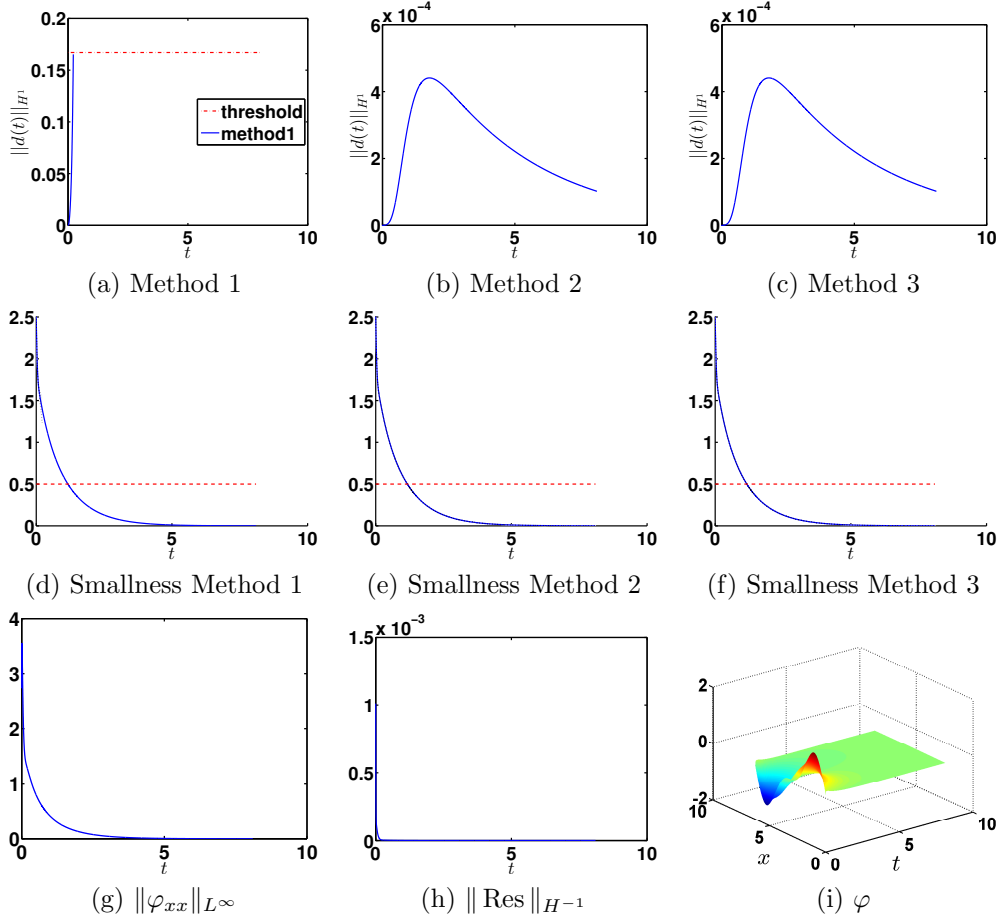 0.2
0.15
0.1
0.05
0
0 5 10
||d(t)||_{H^1}
t
threshold
method1
(a) Method 1
6 x 10^{-4}
4
2
0
0 5 10
||d(t)||_{H^1}
t
(b) Method 2
6 x 10^{-4}
4
2
0
0 5 10
||d(t)||_{H^1}
t
(c) Method 3
2.5
2
1.5
1
0.5
0
0 5 10
t
(d) Smallness Method 1
2.5
2
1.5
1
0.5
0
0 5 10
t
(e) Smallness Method 2
2.5
2
1.5
1
0.5
0
0 5 10
t
(f) Smallness Method 3
4
3
2
1
0
0 5 10
t
(g) ‖φ_{xx}‖_{L^∞}
1.5 x 10^{-3}
1
0.5
0
0 5 10
t
(h) ‖ Res ‖_{H^{-1}}
2
0
-2
10
5
0
x
0
5
10
t
(i) φ